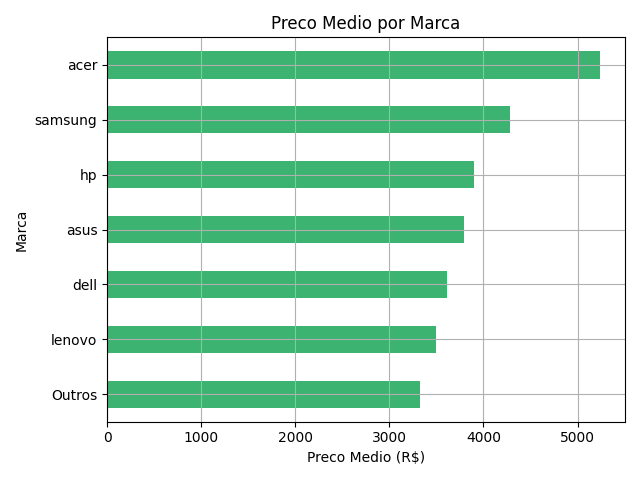 Preco Medio por Marca
acer
samsung
hp
asus
dell
lenovo
Outros
Marca
0 1000 2000 3000 4000 5000
Preco Medio (R$)